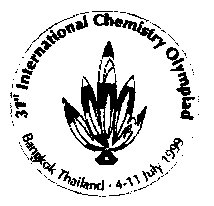 31st International Chemistry Olympiad
Bangkok Thailand · 4-11 July 1999